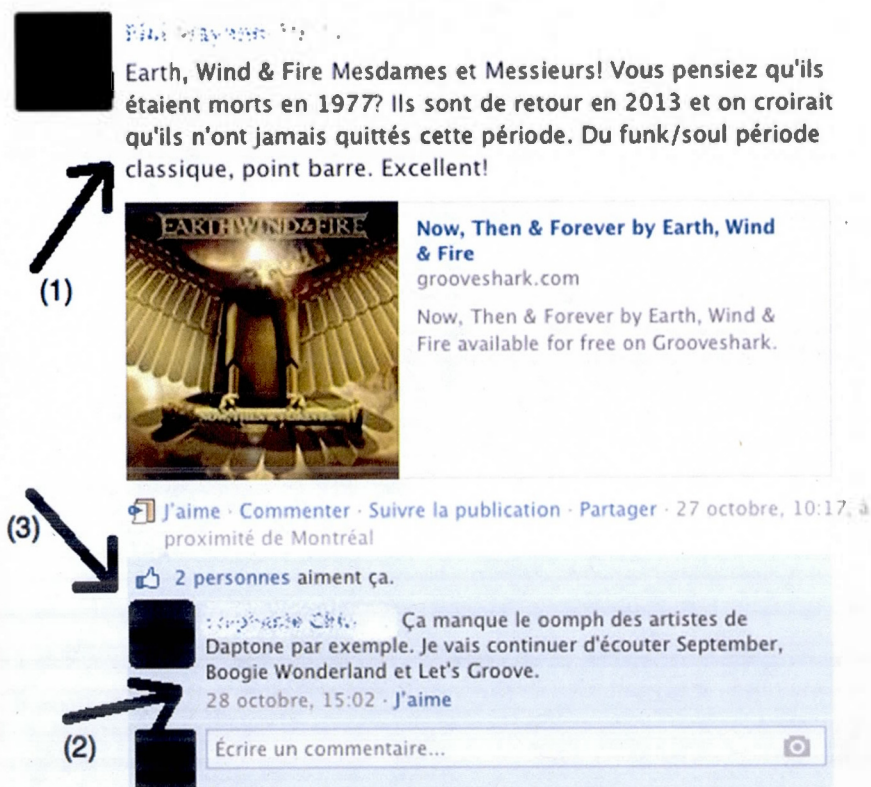 Earth, Wind & Fire Mesdames et Messieurs! Vous pensiez qu'ils
étaient morts en 1977? Ils sont de retour en 2013 et on croirait
qu'ils n'ont jamais quittés cette période. Du funk/soul période
classique, point barre. Excellent!
(1)
EARTH WIND & FIRE
Now, Then & Forever by Earth, Wind
& Fire
grooveshark.com
Now, Then & Forever by Earth, Wind &
Fire available for free on Grooveshark.
(3)
J'aime · Commenter · Suivre la publication · Partager · 27 octobre, 10:17, à
proximité de Montréal
2 personnes aiment ça.
Ça manque le oomph des artistes de
Daptone par exemple. Je vais continuer d'écouter September,
Boogie Wonderland et Let's Groove.
28 octobre, 15:02 · J'aime
(2)
Écrire un commentaire...